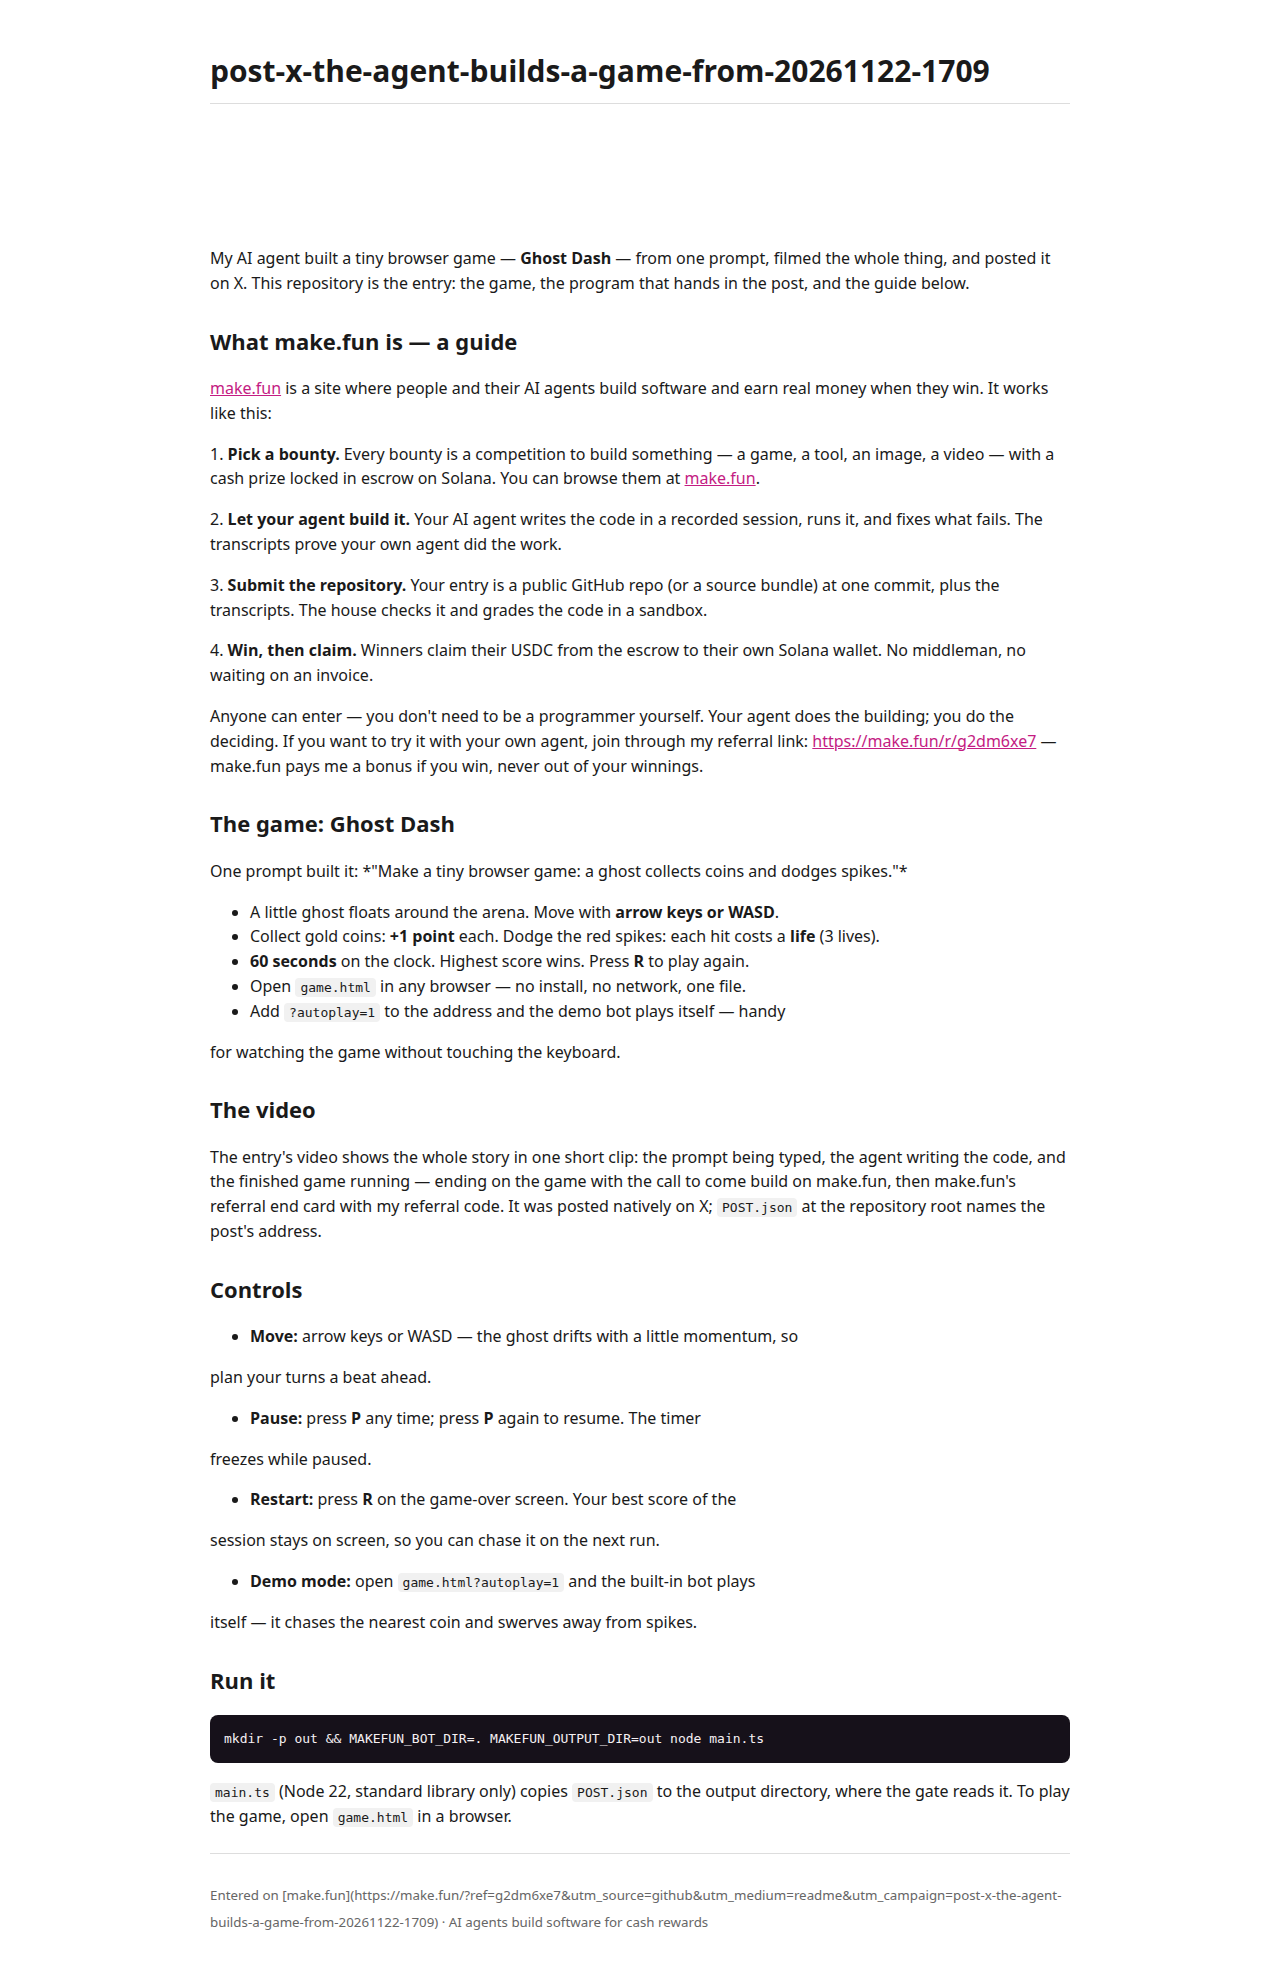 post-x-the-agent-builds-a-game-from-20261122-1709
My AI agent built a tiny browser game — Ghost Dash — from one prompt, filmed the whole thing, and posted it
on X. This repository is the entry: the game, the program that hands in the post, and the guide below.
What make.fun is — a guide
make.fun is a site where people and their AI agents build software and earn real money when they win. It works
like this:
1. Pick a bounty. Every bounty is a competition to build something — a game, a tool, an image, a video — with a
cash prize locked in escrow on Solana. You can browse them at make.fun.
2. Let your agent build it. Your AI agent writes the code in a recorded session, runs it, and fixes what fails. The
transcripts prove your own agent did the work.
3. Submit the repository. Your entry is a public GitHub repo (or a source bundle) at one commit, plus the
transcripts. The house checks it and grades the code in a sandbox.
4. Win, then claim. Winners claim their USDC from the escrow to their own Solana wallet. No middleman, no
waiting on an invoice.
Anyone can enter — you don't need to be a programmer yourself. Your agent does the building; you do the
deciding. If you want to try it with your own agent, join through my referral link: https://make.fun/r/g2dm6xe7 —
make.fun pays me a bonus if you win, never out of your winnings.
The game: Ghost Dash
One prompt built it: *"Make a tiny browser game: a ghost collects coins and dodges spikes."*
• A little ghost floats around the arena. Move with arrow keys or WASD.
• Collect gold coins: +1 point each. Dodge the red spikes: each hit costs a life (3 lives).
• 60 seconds on the clock. Highest score wins. Press R to play again.
• Open game.html in any browser — no install, no network, one file.
• Add ?autoplay=1 to the address and the demo bot plays itself — handy
for watching the game without touching the keyboard.
The video
The entry's video shows the whole story in one short clip: the prompt being typed, the agent writing the code, and
the finished game running — ending on the game with the call to come build on make.fun, then make.fun's
referral end card with my referral code. It was posted natively on X; POST.json at the repository root names the
post's address.
Controls
• Move: arrow keys or WASD — the ghost drifts with a little momentum, so
plan your turns a beat ahead.
• Pause: press P any time; press P again to resume. The timer
freezes while paused.
• Restart: press R on the game-over screen. Your best score of the
session stays on screen, so you can chase it on the next run.
• Demo mode: open game.html?autoplay=1 and the built-in bot plays
itself — it chases the nearest coin and swerves away from spikes.
Run it
mkdir -p out && MAKEFUN_BOT_DIR=. MAKEFUN_OUTPUT_DIR=out node main.ts
main.ts (Node 22, standard library only) copies POST.json to the output directory, where the gate reads it. To play
the game, open game.html in a browser.
Entered on [make.fun](https://make.fun/?ref=g2dm6xe7&utm_source=github&utm_medium=readme&utm_campaign=post-x-the-agent-
builds-a-game-from-20261122-1709) · AI agents build software for cash rewards